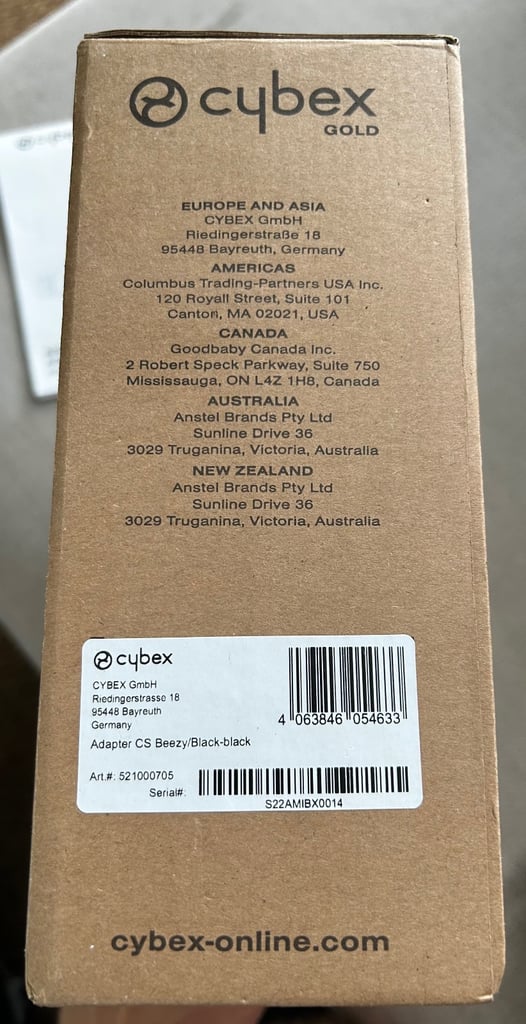 cybex
GOLD
EUROPE AND ASIA
CYBEX GmbH
Riedingerstraße 18
95448 Bayreuth, Germany
AMERICAS
Columbus Trading-Partners USA Inc.
120 Royall Street, Suite 101
Canton, MA 02021, USA
CANADA
Goodbaby Canada Inc.
2 Robert Speck Parkway, Suite 750
Mississauga, ON L4Z 1H8, Canada
AUSTRALIA
Anstel Brands Pty Ltd
Sunline Drive 36
3029 Truganina, Victoria, Australia
NEW ZEALAND
Anstel Brands Pty Ltd
Sunline Drive 36
3029 Truganina, Victoria, Australia
cybex
CYBEX GmbH
Riedingerstrasse 18
95448 Bayreuth
Germany
4 063846 054633
Adapter CS Beezy/Black-black
Art.#: 521000705
Serial#:
S22AMIBX0014
cybex-online.com